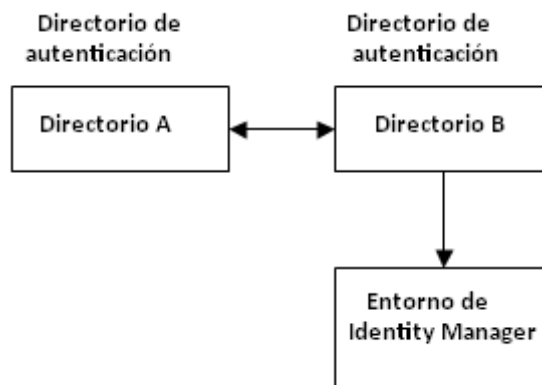 Directorio de
autenticación
Directorio de
autenticación
Directorio A
Directorio B
Entorno de
Identity Manager